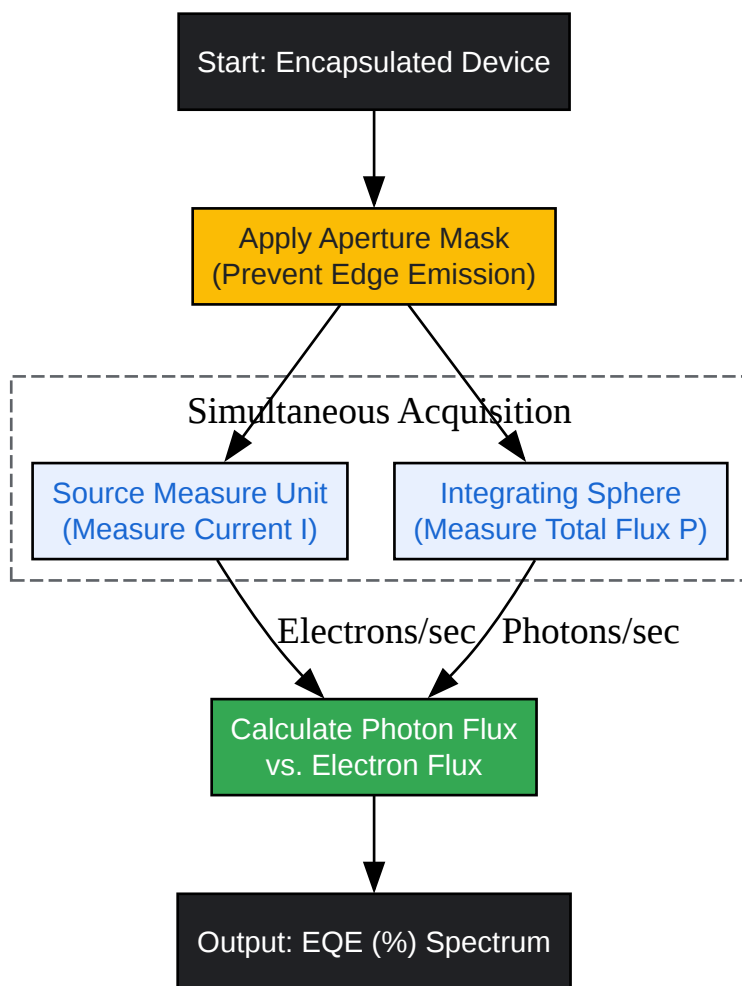 Start: Encapsulated Device
Apply Aperture Mask
(Prevent Edge Emission)
Simultaneous Acquisition
Source Measure Unit
(Measure Current I)
Integrating Sphere
(Measure Total Flux P)
Electrons/sec
Photons/sec
Calculate Photon Flux
vs. Electron Flux
Output: EQE (%) Spectrum